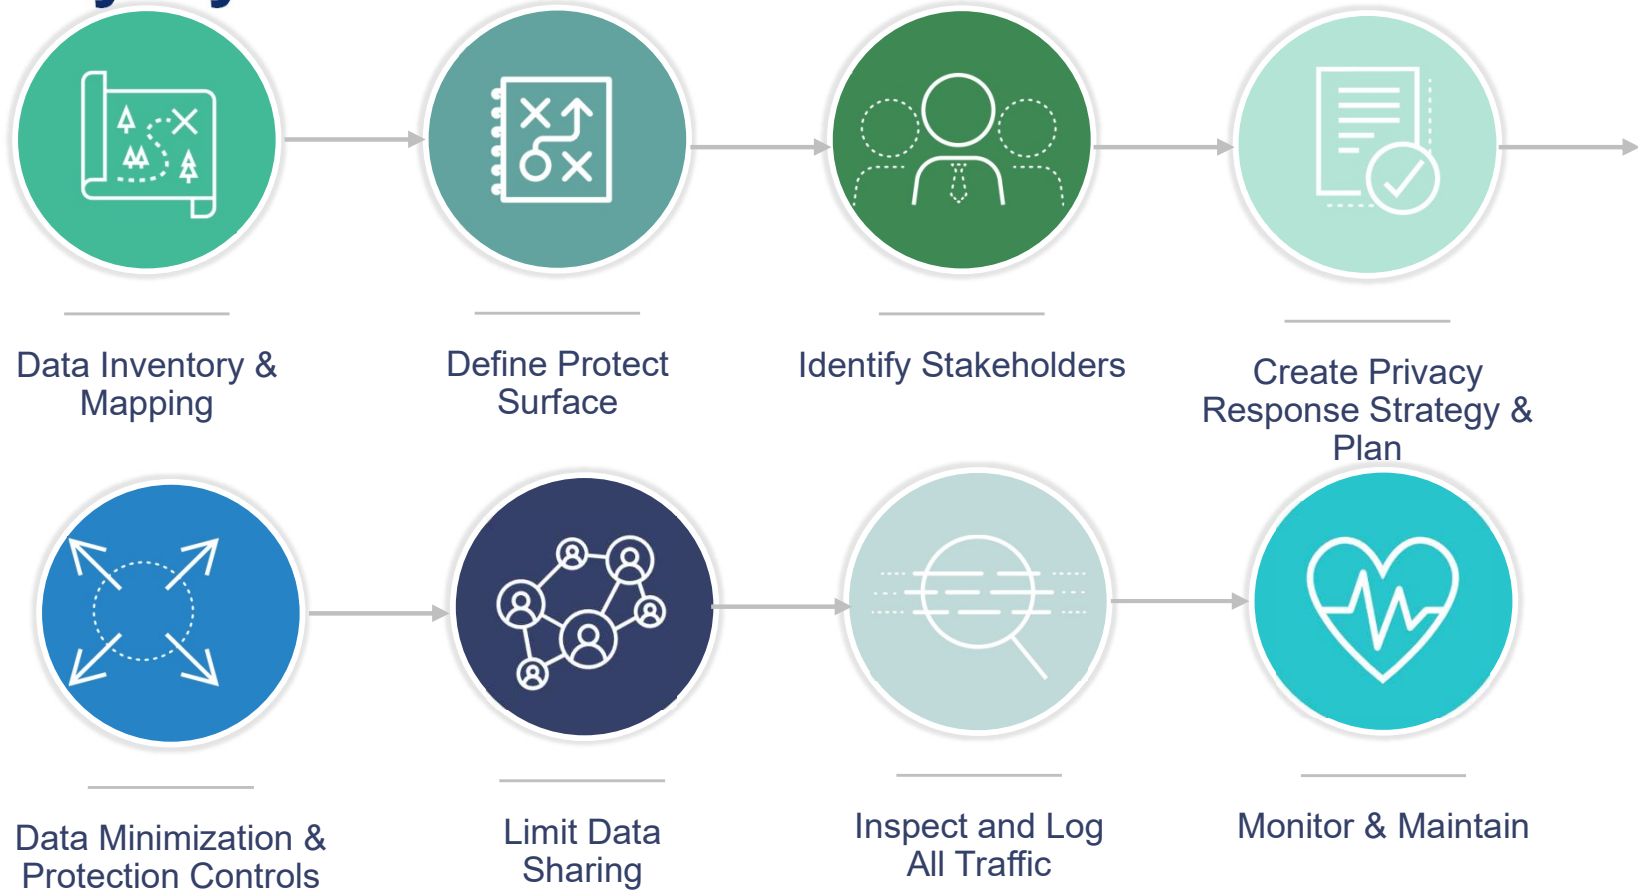 Data Inventory &
Mapping
Define Protect
Surface
Identify Stakeholders
Create Privacy
Response Strategy &
Plan
Data Minimization &
Protection Controls
Limit Data
Sharing
Inspect and Log
All Traffic
Monitor & Maintain